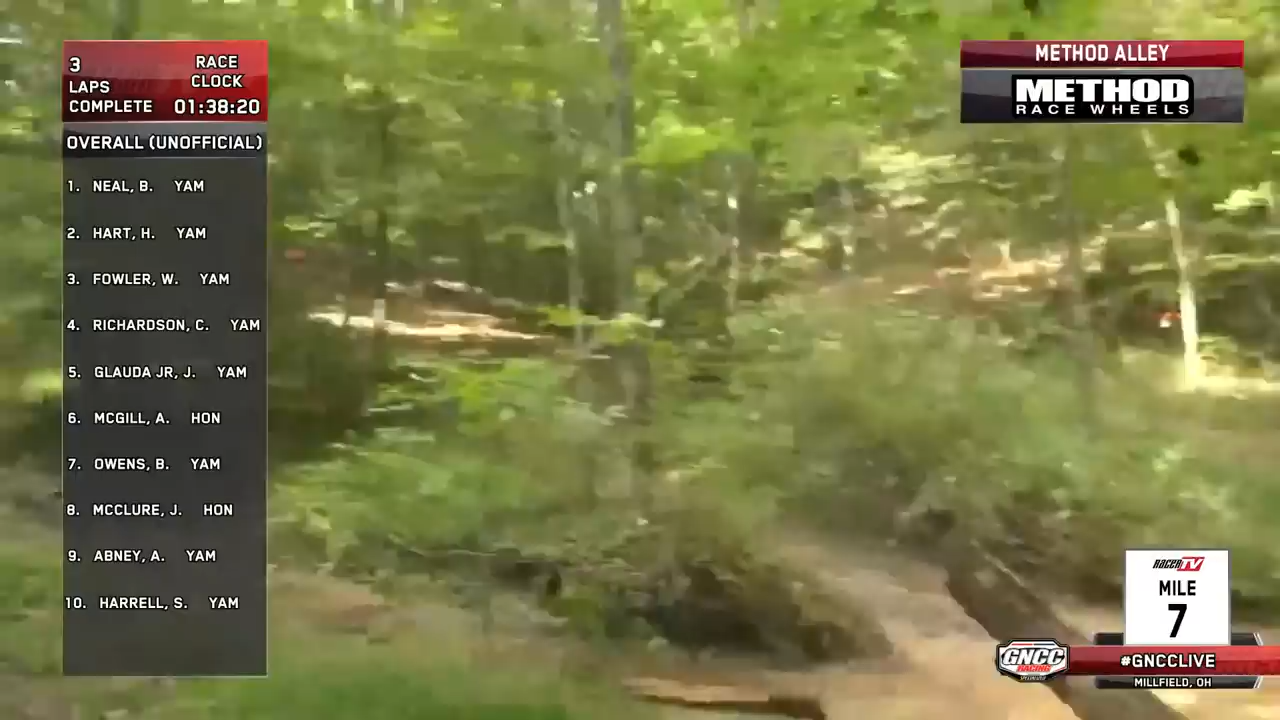 3
LAPS
COMPLETE
RACE
CLOCK
01:38:20
OVERALL (UNOFFICIAL)
1. NEAL, B. YAM
2. HART, H. YAM
3. FOWLER, W. YAM
4. RICHARDSON, C. YAM
5. GLAUDA JR, J. YAM
6. MCGILL, A. HON
7. OWENS, B. YAM
8. MCCLURE, J. HON
9. ABNEY, A. YAM
10. HARRELL, S. YAM
METHOD ALLEY
METHOD
RACE WHEELS
RACER TV
MILE
7
GNCC
RACING
#GNCCLIVE
MILLFIELD, OH